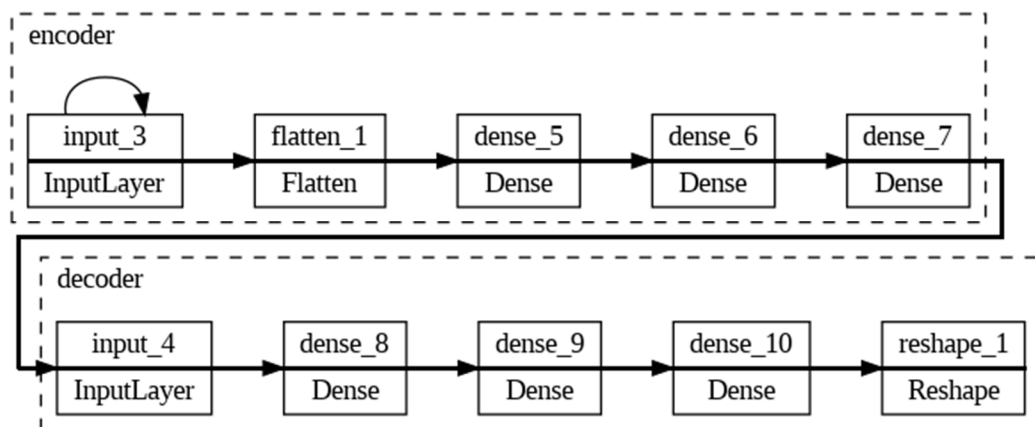 encoder
input_3
InputLayer
flatten_1
Flatten
dense_5
Dense
dense_6
Dense
dense_7
Dense
decoder
input_4
InputLayer
dense_8
Dense
dense_9
Dense
dense_10
Dense
reshape_1
Reshape